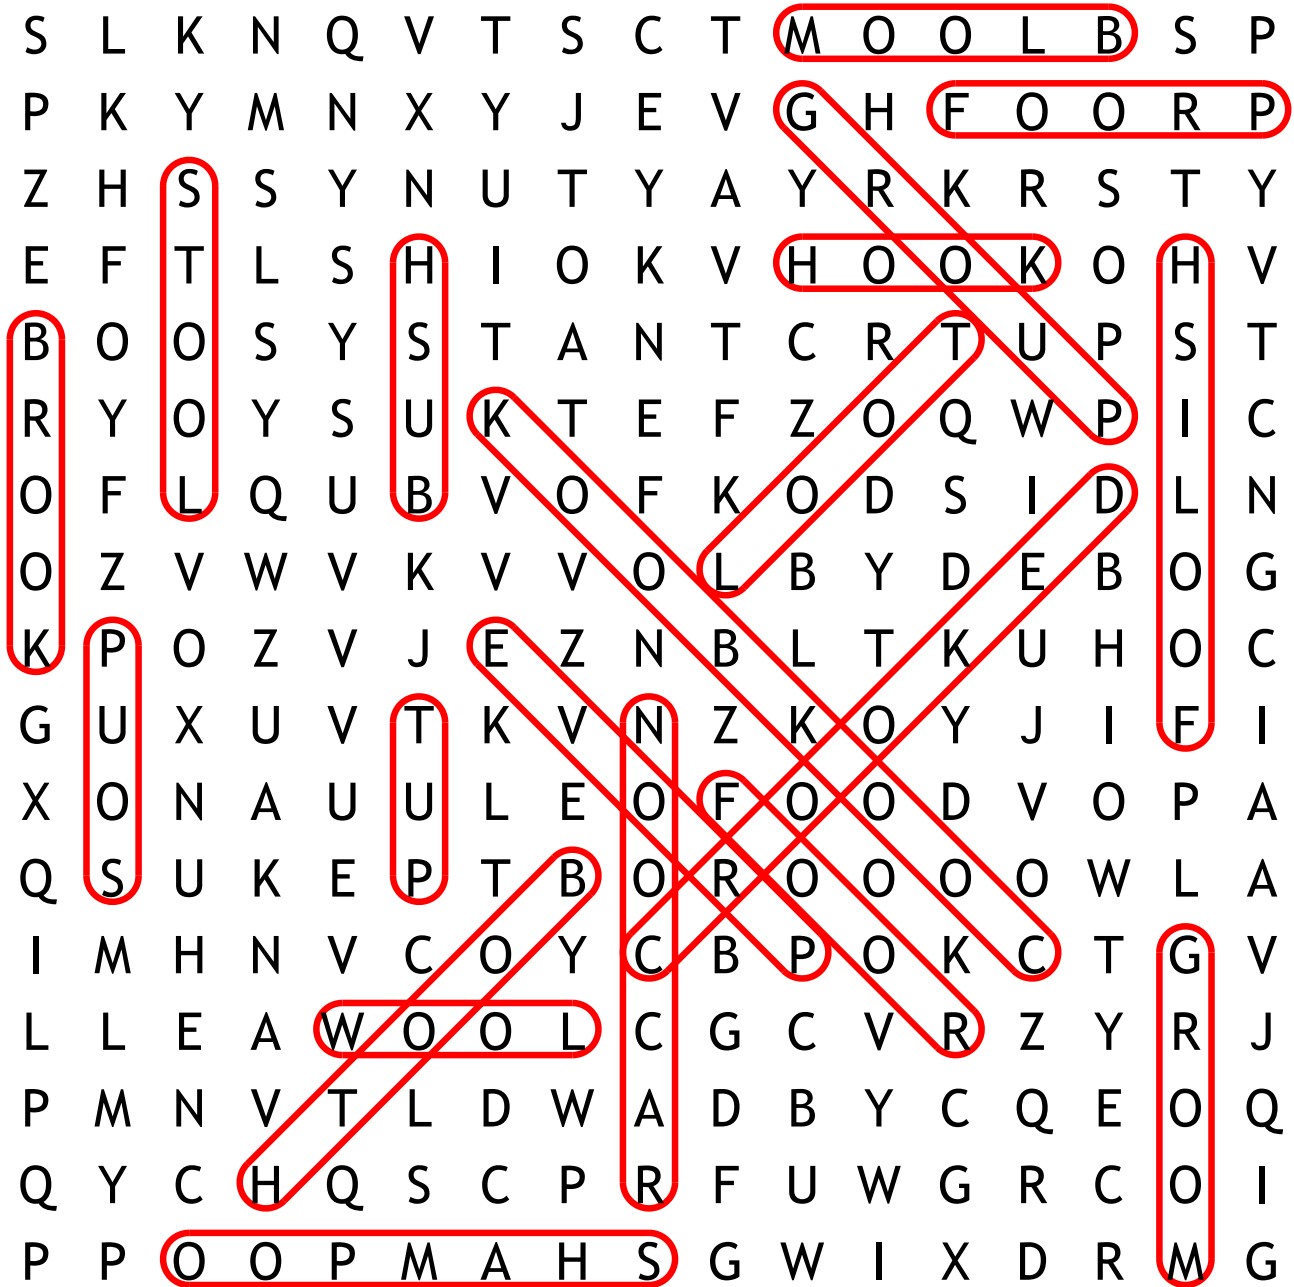 S L K N Q V T S C T M O O L B S P
P K Y M N X Y J E V G H F O O R P
Z H S S Y N U T Y A Y R K R S T Y
E F T L S H I O K V H O O K O H V
B O O S Y S T A N T C R T U P S T
R Y O Y S U K T E F Z O Q W P I C
O F L Q U B V O F K O D S I D L N
O Z V W V K V V O L B Y D E B O G
K P O Z V J E Z N B L T K U H O C
G U X U V T K V N Z K O Y J I F I
X O N A U U L E O F O O D V O P A
Q S U K E P T B O R O O O O W L A
I M H N V C O Y C B P O K C T G V
L L E A W O O L C G C V R Z Y R J
P M N V T L D W A D B Y C Q E O Q
Q Y C H Q S C P R F U W G R C O I
P P O O P M A H S G W I X D R M G